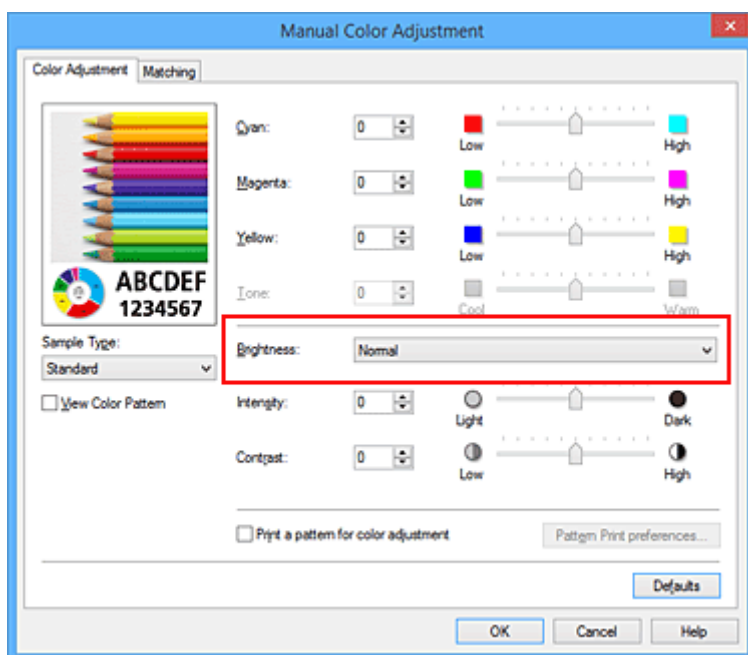 Manual Color Adjustment
Color Adjustment Matching
Cyan: 0 Low High
Magenta: 0 Low High
Yellow: 0 Low High
Tone: 0 Cool Warm
ABCDEF
1234567
Sample Type:
Standard
View Color Pattern
Brightness: Normal
Intensity: 0 Light Dark
Contrast: 0 Low High
Print a pattern for color adjustment Pattern Print preferences...
Defaults
OK Cancel Help